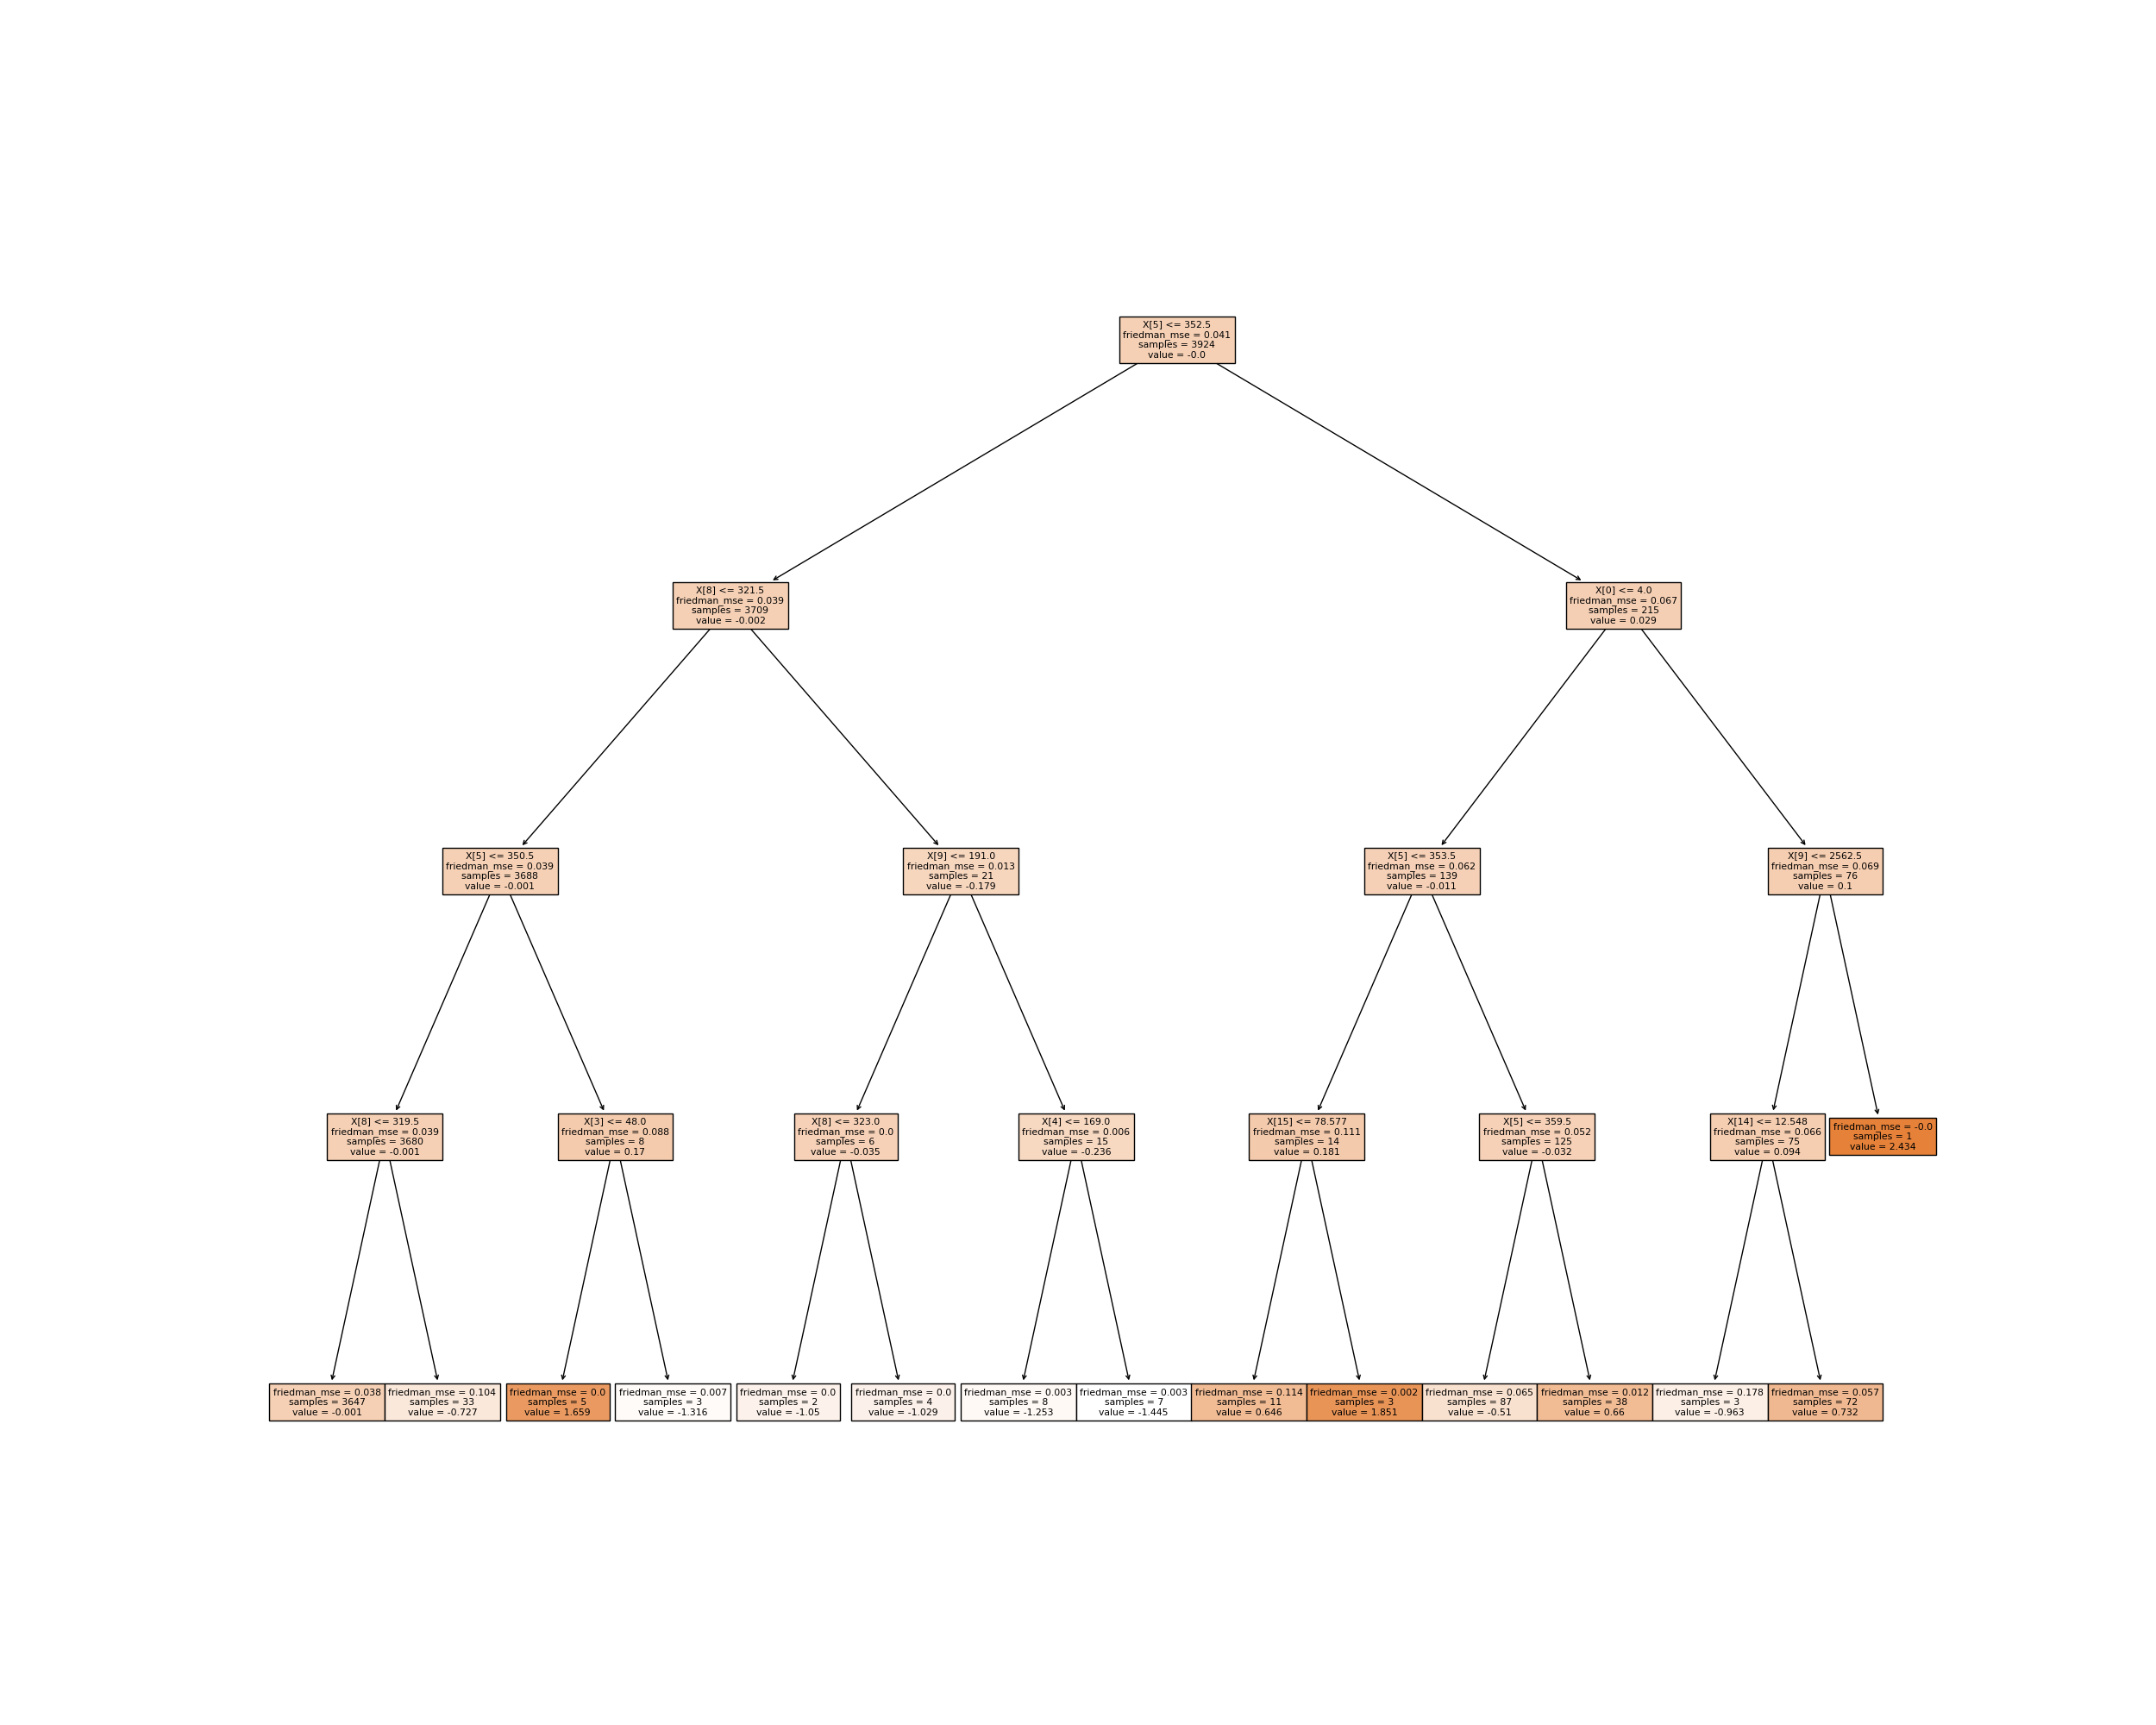 X[5] <= 352.5
friedman_mse = 0.041
samples = 3924
value = -0.0
X[8] <= 321.5
friedman_mse = 0.039
samples = 3709
value = -0.002
X[0] <= 4.0
friedman_mse = 0.067
samples = 215
value = 0.029
X[5] <= 350.5
friedman_mse = 0.039
samples = 3688
value = -0.001
X[9] <= 191.0
friedman_mse = 0.013
samples = 21
value = -0.179
X[5] <= 353.5
friedman_mse = 0.062
samples = 139
value = -0.011
X[9] <= 2562.5
friedman_mse = 0.069
samples = 76
value = 0.1
X[8] <= 319.5
friedman_mse = 0.039
samples = 3680
value = -0.001
X[3] <= 48.0
friedman_mse = 0.088
samples = 8
value = 0.17
X[8] <= 323.0
friedman_mse = 0.0
samples = 6
value = -0.035
X[4] <= 169.0
friedman_mse = 0.006
samples = 15
value = -0.236
X[15] <= 78.577
friedman_mse = 0.111
samples = 14
value = 0.181
X[5] <= 359.5
friedman_mse = 0.052
samples = 125
value = -0.032
X[14] <= 12.548
friedman_mse = 0.066
samples = 75
value = 0.094
friedman_mse = -0.0
samples = 1
value = 2.434
friedman_mse = 0.038
samples = 3647
value = -0.001
friedman_mse = 0.104
samples = 33
value = -0.727
friedman_mse = 0.0
samples = 5
value = 1.659
friedman_mse = 0.007
samples = 3
value = -1.316
friedman_mse = 0.0
samples = 2
value = -1.05
friedman_mse = 0.0
samples = 4
value = -1.029
friedman_mse = 0.003
samples = 8
value = -1.253
friedman_mse = 0.003
samples = 7
value = -1.445
friedman_mse = 0.114
samples = 11
value = 0.646
friedman_mse = 0.002
samples = 3
value = 1.851
friedman_mse = 0.065
samples = 87
value = -0.51
friedman_mse = 0.012
samples = 38
value = 0.66
friedman_mse = 0.178
samples = 3
value = -0.963
friedman_mse = 0.057
samples = 72
value = 0.732